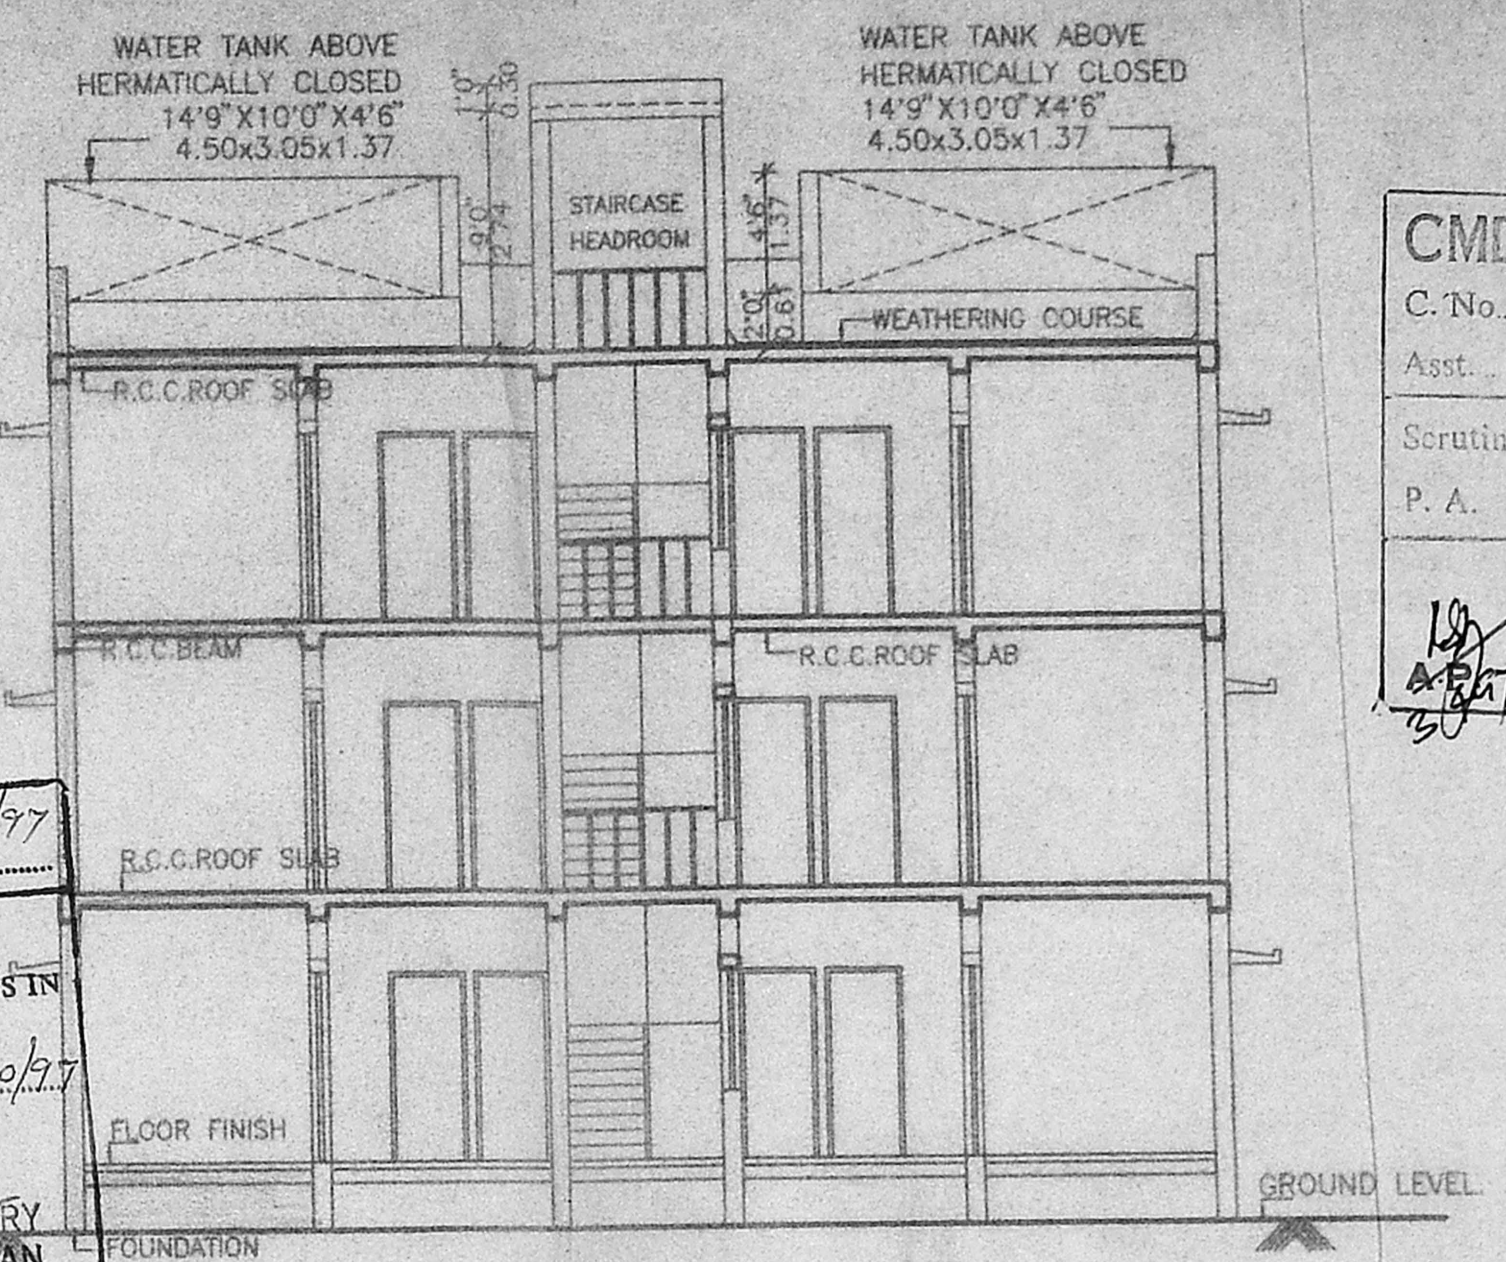 WATER TANK ABOVE
HERMATICALLY CLOSED
14'9"X10'0"X4'6"
4.50x3.05x1.37
1'0"
0.30
WATER TANK ABOVE
HERMATICALLY CLOSED
14'9"X10'0"X4'6"
4.50x3.05x1.37
9'0"
2.74
STAIRCASE
HEADROOM
4'6"
1.37
2'0"
0.61
WEATHERING COURSE
R.C.C.ROOF SLAB
R.C.C.BEAM
R.C.C.ROOF SLAB
R.C.C.ROOF SLAB
FLOOR FINISH
FOUNDATION
GROUND LEVEL.
CMD
C. No.
Asst.
Scrutin
P. A.
/97
S IN
0/97
RY
AN